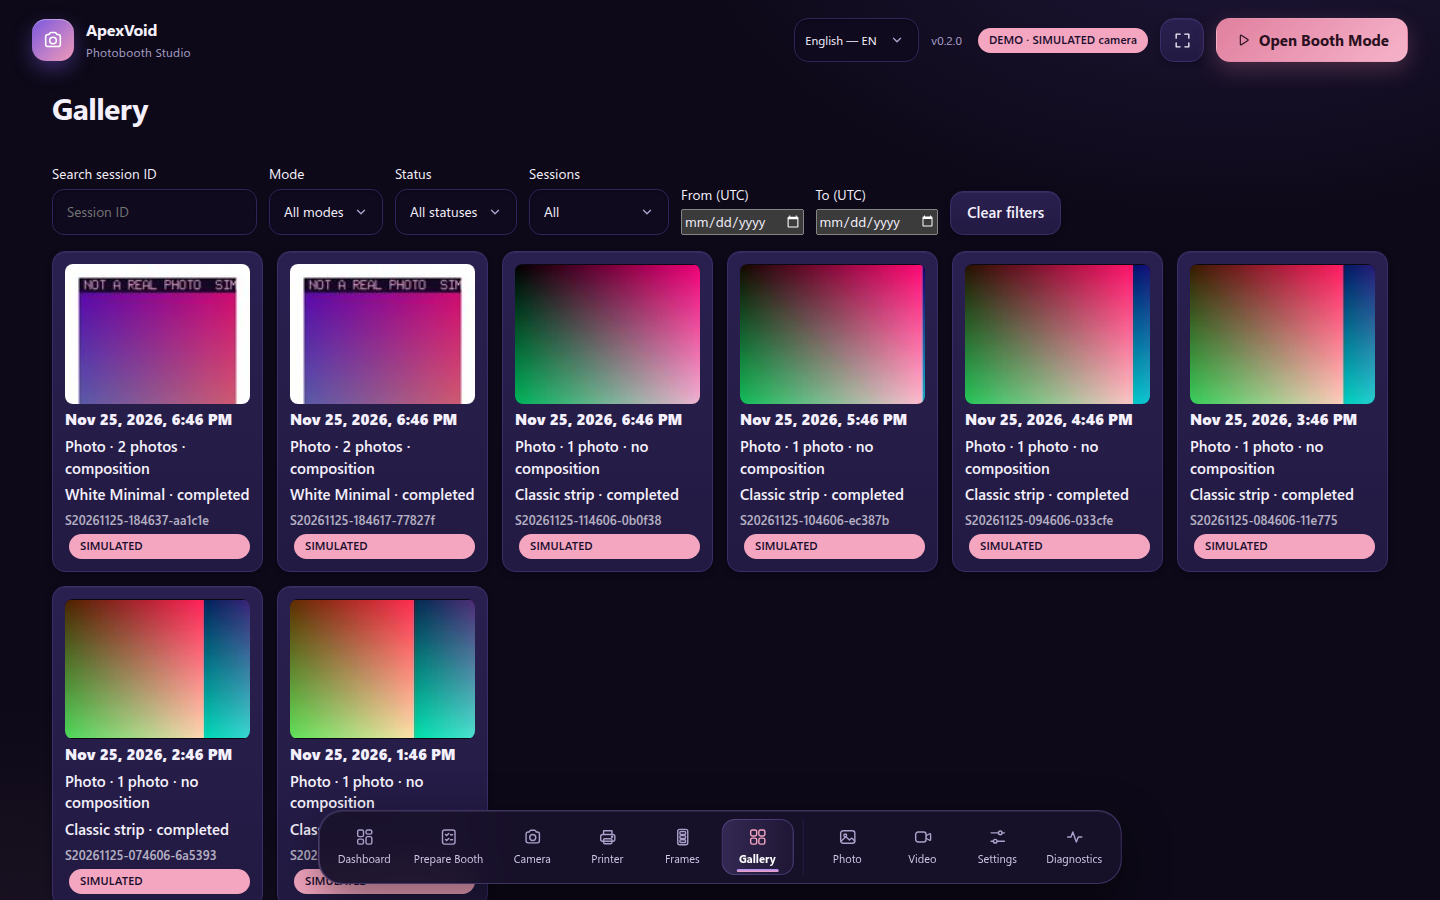 ApexVoid
Photobooth Studio
English — EN
v0.2.0
DEMO · SIMULATED camera
Open Booth Mode
Gallery
Search session ID
Mode
Status
Sessions
From (UTC)
To (UTC)
Session ID
All modes
All statuses
All
mm/dd/yyyy
mm/dd/yyyy
Clear filters
NOT A REAL PHOTO SIM
Nov 25, 2026, 6:46 PM
Photo · 2 photos ·
composition
White Minimal · completed
S20261125-184637-aa1c1e
SIMULATED
NOT A REAL PHOTO SIM
Nov 25, 2026, 6:46 PM
Photo · 2 photos ·
composition
White Minimal · completed
S20261125-184617-77827f
SIMULATED
Nov 25, 2026, 6:46 PM
Photo · 1 photo · no
composition
Classic strip · completed
S20261125-114606-0b0f38
SIMULATED
Nov 25, 2026, 5:46 PM
Photo · 1 photo · no
composition
Classic strip · completed
S20261125-104606-ec387b
SIMULATED
Nov 25, 2026, 4:46 PM
Photo · 1 photo · no
composition
Classic strip · completed
S20261125-094606-033cfe
SIMULATED
Nov 25, 2026, 3:46 PM
Photo · 1 photo · no
composition
Classic strip · completed
S20261125-084606-11e775
SIMULATED
Nov 25, 2026, 2:46 PM
Photo · 1 photo · no
composition
Classic strip · completed
S20261125-074606-6a5393
SIMULATED
Nov 25, 2026, 1:46 PM
Photo · 1 photo · no
composition
Clas
S202
SIMULATED
Dashboard
Prepare Booth
Camera
Printer
Frames
Gallery
Photo
Video
Settings
Diagnostics